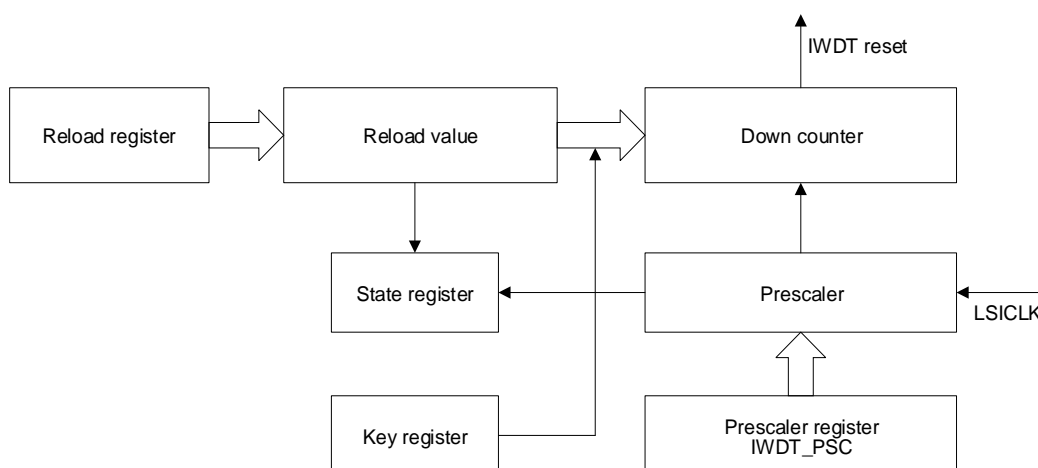 IWDT reset
Reload register
Reload value
Down counter
State register
Prescaler
LSICLK
Key register
Prescaler register
IWDT_PSC